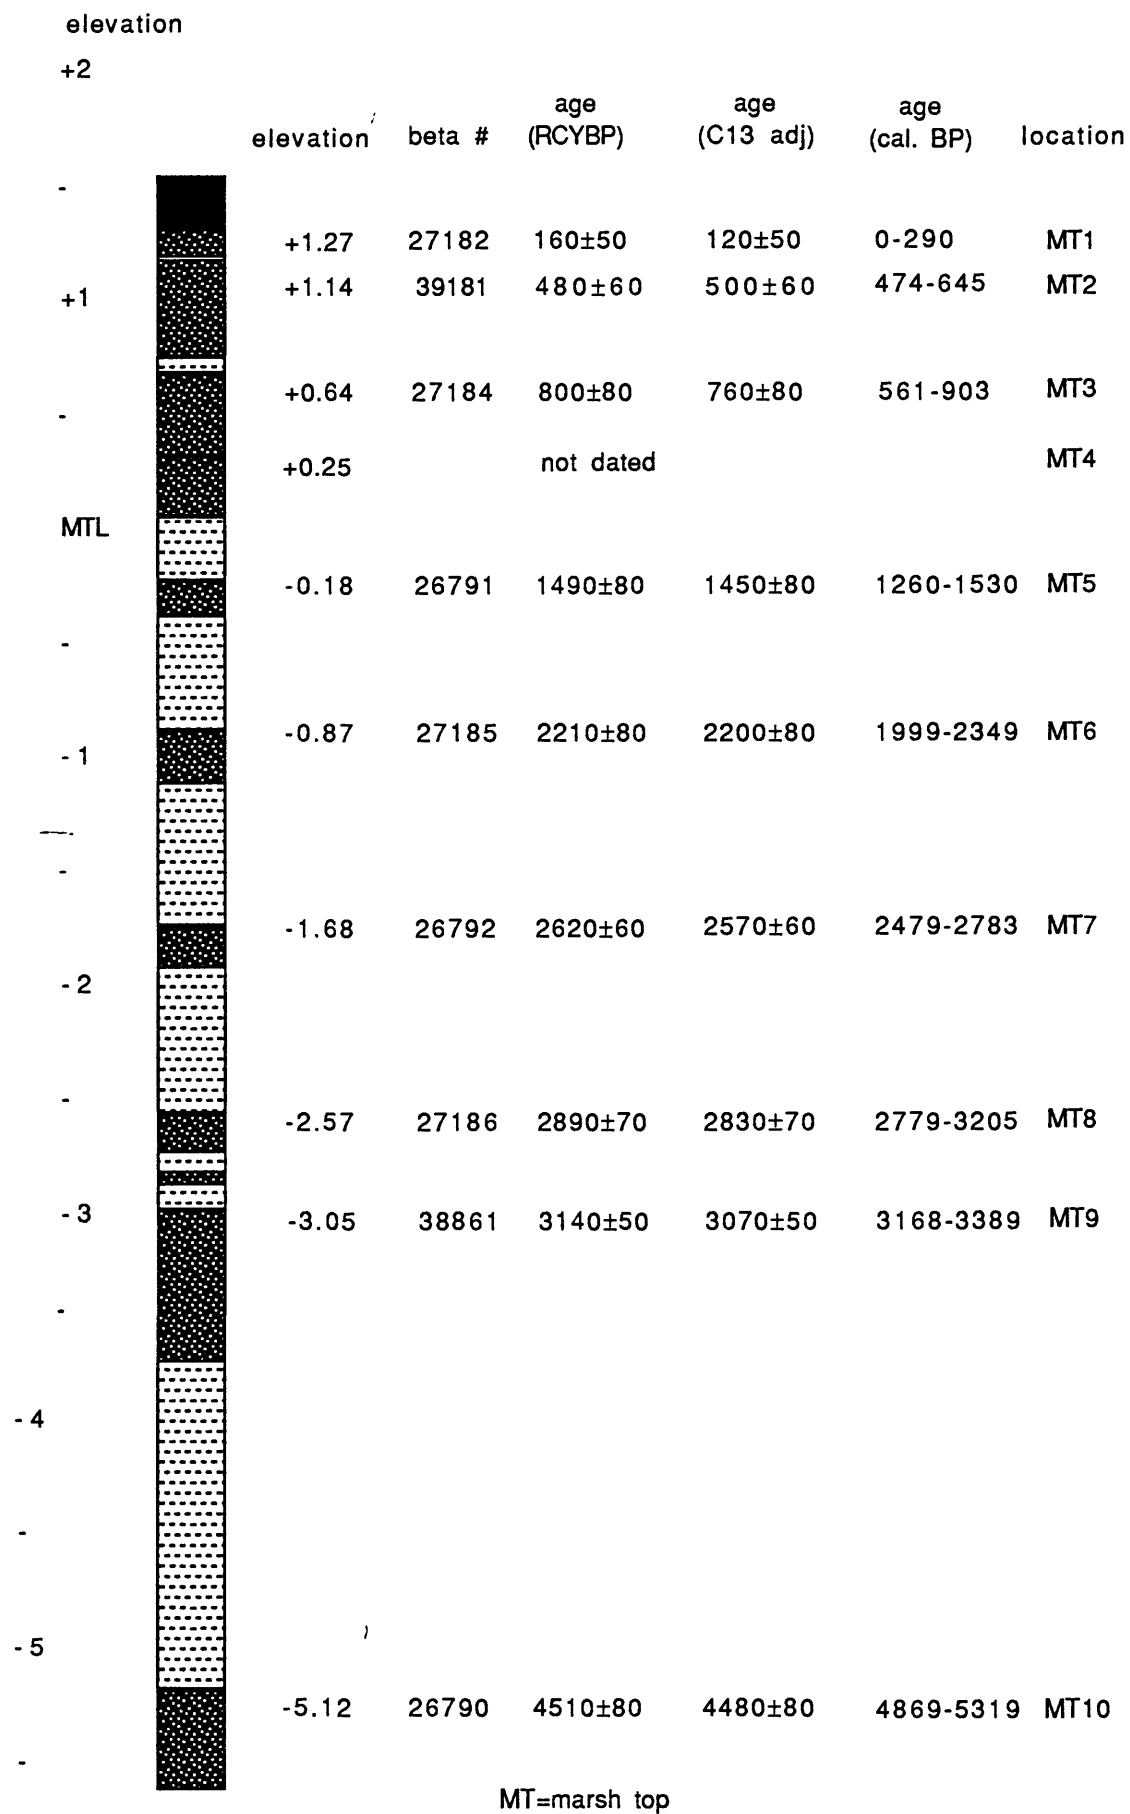 elevation
+2
elevation beta # age (RCYBP) age (C13 adj) age (cal. BP) location
-
+1.27 27182 160±50 120±50 0-290 MT1
+1.14 39181 480±60 500±60 474-645 MT2
+1
+0.64 27184 800±80 760±80 561-903 MT3
-
+0.25 not dated MT4
MTL
-0.18 26791 1490±80 1450±80 1260-1530 MT5
-
-0.87 27185 2210±80 2200±80 1999-2349 MT6
-1
-
-1.68 26792 2620±60 2570±60 2479-2783 MT7
-2
-
-2.57 27186 2890±70 2830±70 2779-3205 MT8
-3
-3.05 38861 3140±50 3070±50 3168-3389 MT9
-
-4
-
-5
-5.12 26790 4510±80 4480±80 4869-5319 MT10
-
MT=marsh top